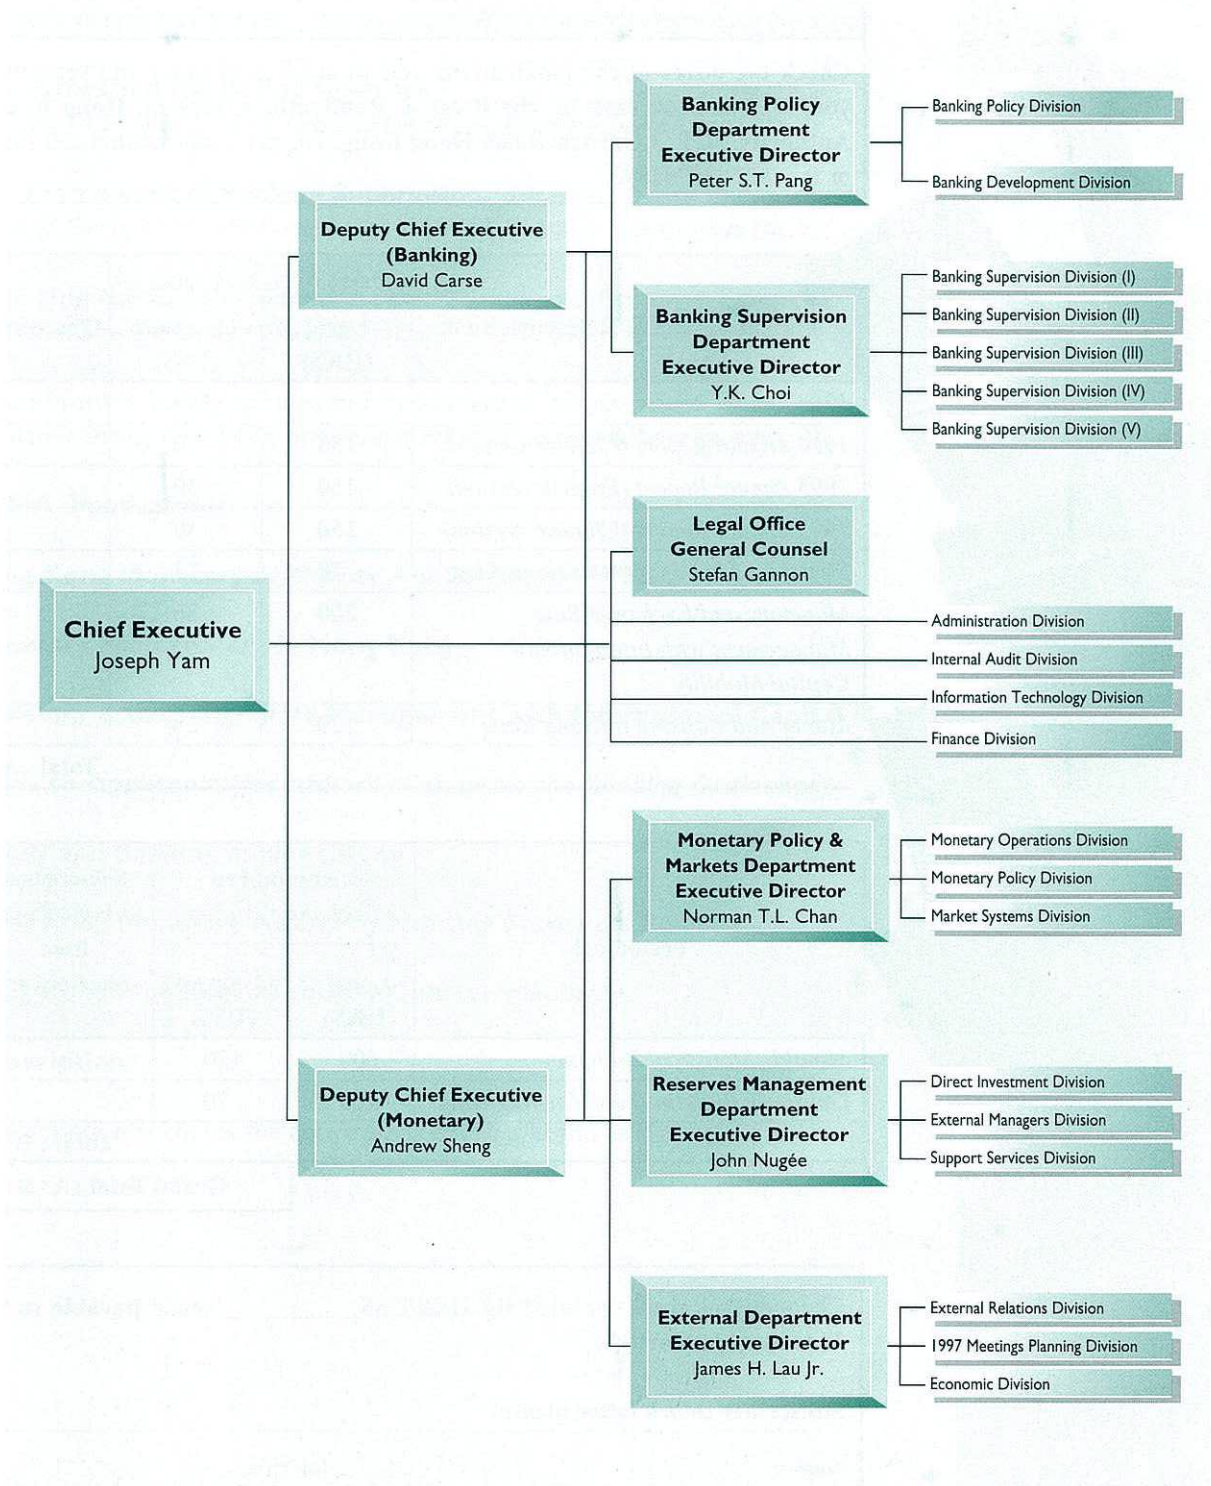 Chief Executive
Joseph Yam
Deputy Chief Executive
(Banking)
David Carse
Banking Policy
Department
Executive Director
Peter S.T. Pang
Banking Policy Division
Banking Development Division
Banking Supervision
Department
Executive Director
Y.K. Choi
Banking Supervision Division (I)
Banking Supervision Division (II)
Banking Supervision Division (III)
Banking Supervision Division (IV)
Banking Supervision Division (V)
Legal Office
General Counsel
Stefan Gannon
Administration Division
Internal Audit Division
Information Technology Division
Finance Division
Deputy Chief Executive
(Monetary)
Andrew Sheng
Monetary Policy &
Markets Department
Executive Director
Norman T.L. Chan
Monetary Operations Division
Monetary Policy Division
Market Systems Division
Reserves Management
Department
Executive Director
John Nugée
Direct Investment Division
External Managers Division
Support Services Division
External Department
Executive Director
James H. Lau Jr.
External Relations Division
1997 Meetings Planning Division
Economic Division